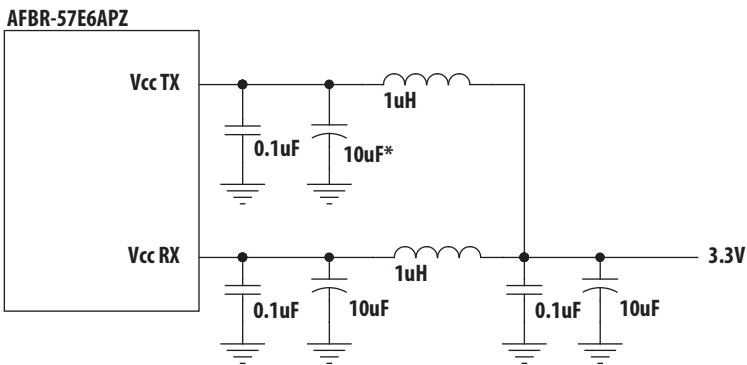 AFBR-57E6APZ
Vcc TX
1uH
0.1uF
10uF*
Vcc RX
3.3V
1uH
0.1uF
10uF
0.1uF
10uF